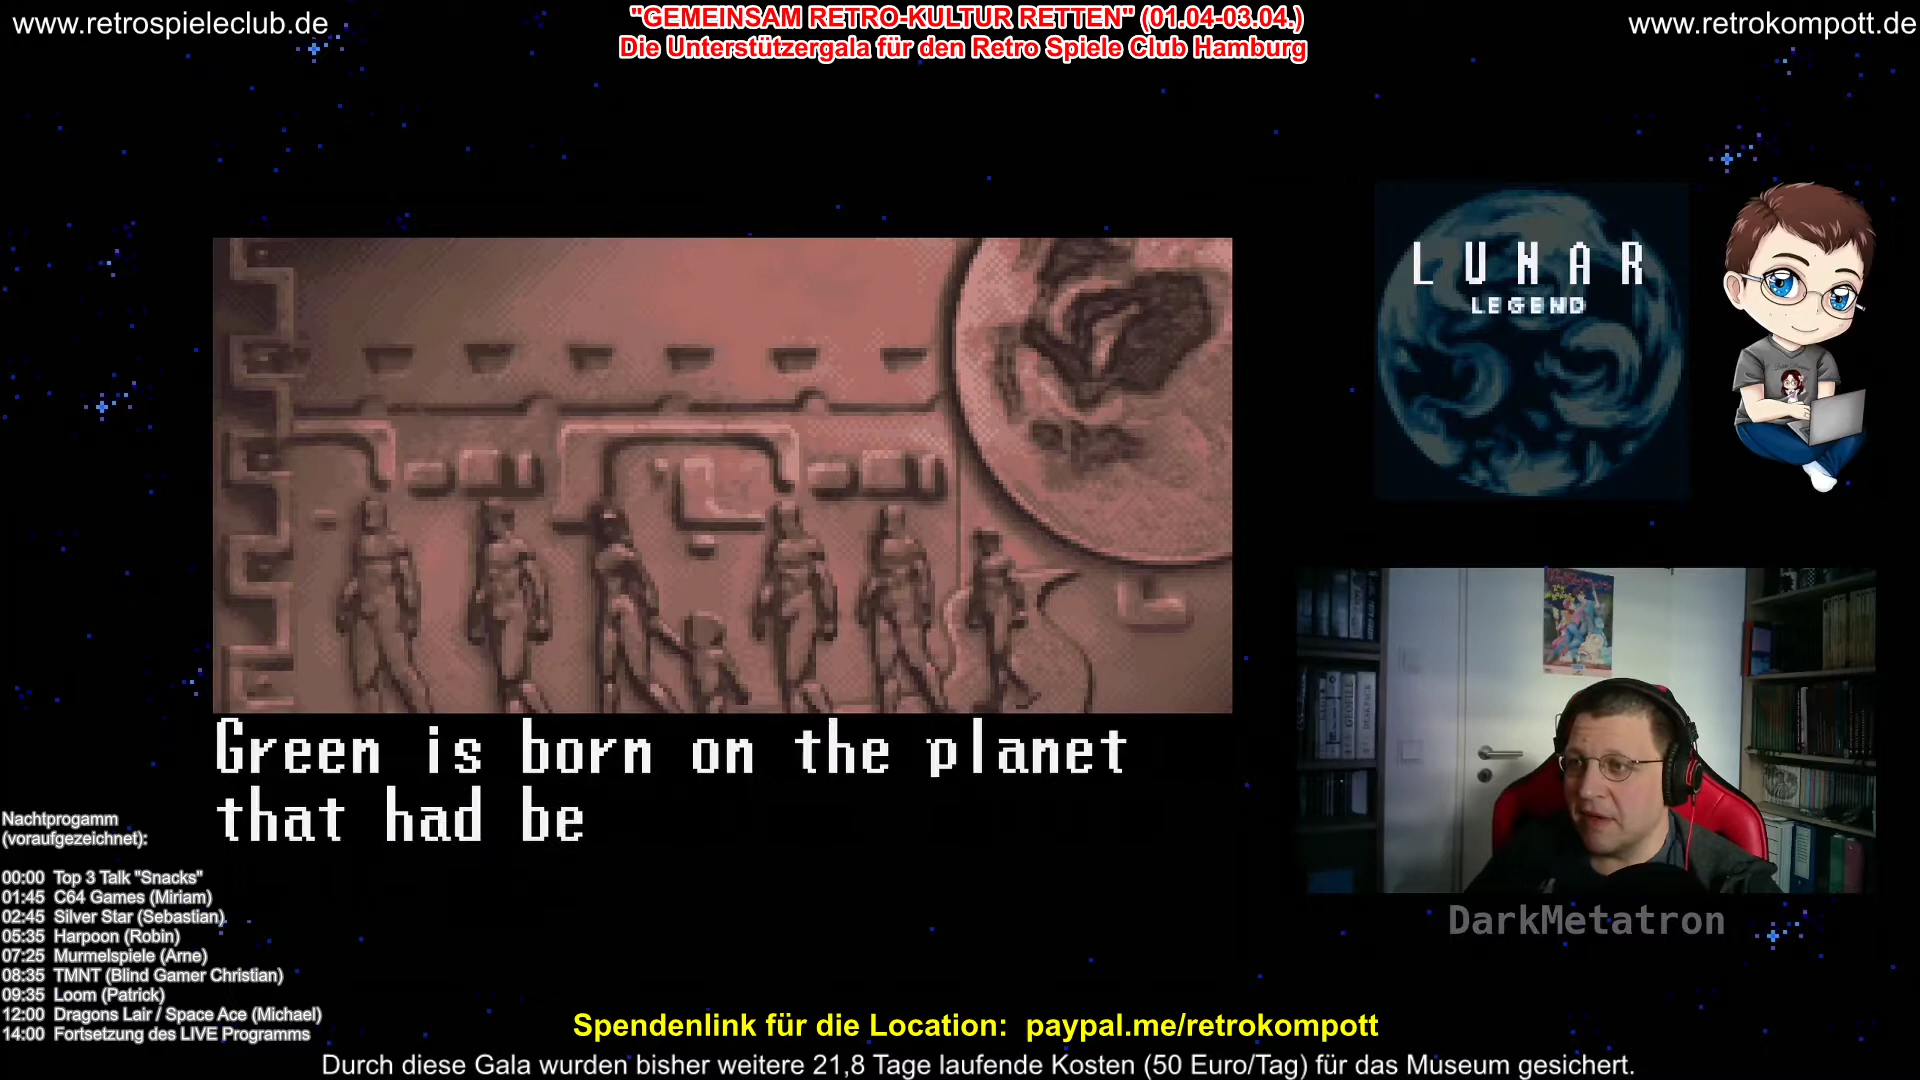 www.retrospieleclub.de
"GEMEINSAM RETRO-KULTUR RETTEN" (01.04-03.04.)
Die Unterstützergala für den Retro Spiele Club Hamburg
www.retrokompott.de
LUNAR
LEGEND
Green is born on the planet
that had be
Nachtprogamm
(voraufgezeichnet):
00:00 Top 3 Talk "Snacks"
01:45 C64 Games (Miriam)
02:45 Silver Star (Sebastian)
05:35 Harpoon (Robin)
07:25 Murmelspiele (Arne)
08:35 TMNT (Blind Gamer Christian)
09:35 Loom (Patrick)
12:00 Dragons Lair / Space Ace (Michael)
14:00 Fortsetzung des LIVE Programms
DarkMetatron
Spendenlink für die Location: paypal.me/retrokompott
Durch diese Gala wurden bisher weitere 21,8 Tage laufende Kosten (50 Euro/Tag) für das Museum gesichert.